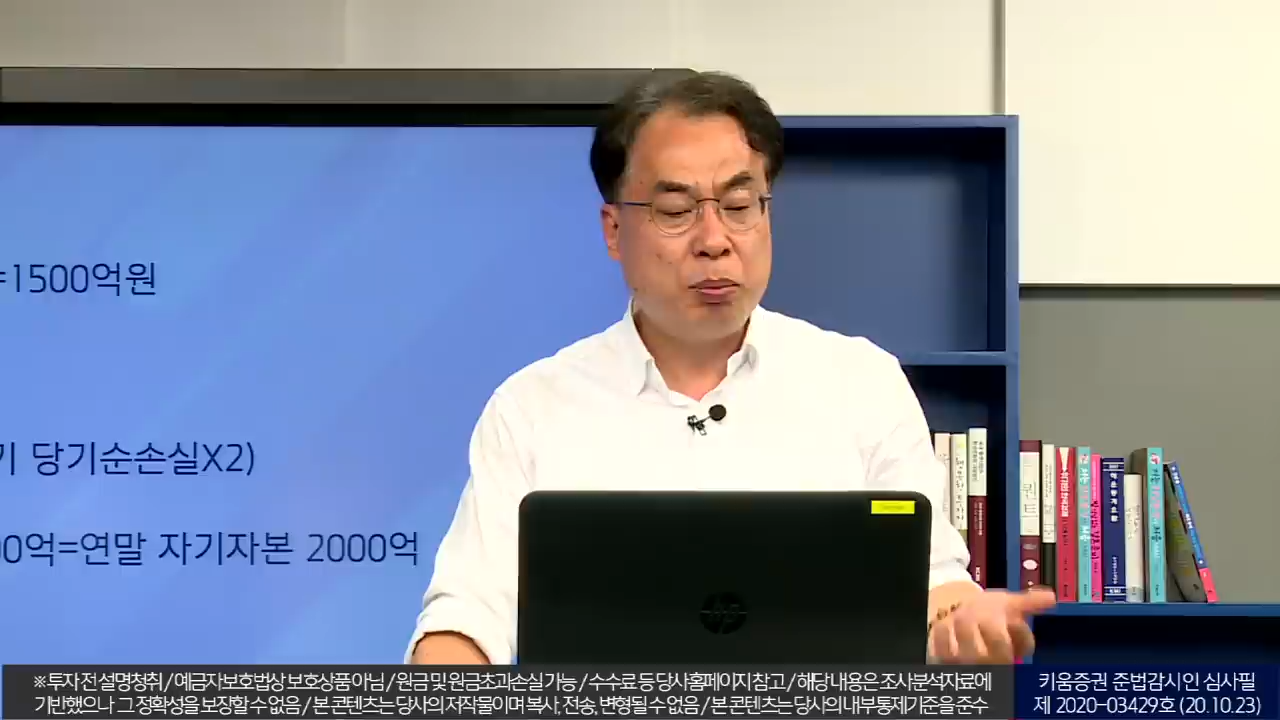 =1500억원
기 당기순손실X2)
00억=연말 자기자본 2000억
퀀트
※ 투자 전 설명청취 / 예금자보호법상 보호상품 아님 / 원금 및 원금초과손실 가능 / 수수료 등 당사홈페이지 참고 / 해당 내용은 조사분석자료에
기반했으나 그 정확성을 보장할 수 없음 / 본 콘텐츠는 당사의 저작물이며 복사, 전송, 변형될 수 없음 / 본 콘텐츠는 당사의 내부통제기준을 준수
키움증권 준법감시인 심사필
제 2020-03429호 (20.10.23)